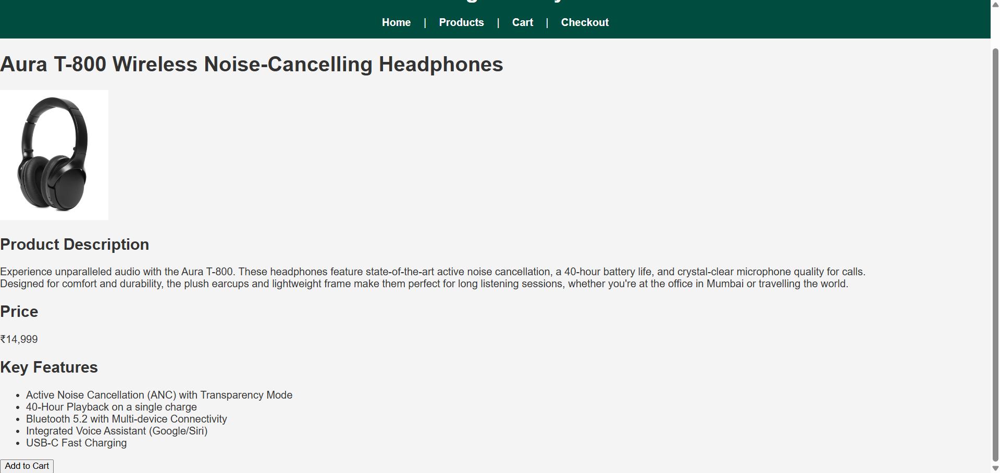 Home | Products | Cart | Checkout
Aura T-800 Wireless Noise-Cancelling Headphones
Product Description
Experience unparalleled audio with the Aura T-800. These headphones feature state-of-the-art active noise cancellation, a 40-hour battery life, and crystal-clear microphone quality for calls.
Designed for comfort and durability, the plush earcups and lightweight frame make them perfect for long listening sessions, whether you're at the office in Mumbai or travelling the world.
Price
₹14,999
Key Features
• Active Noise Cancellation (ANC) with Transparency Mode
• 40-Hour Playback on a single charge
• Bluetooth 5.2 with Multi-device Connectivity
• Integrated Voice Assistant (Google/Siri)
• USB-C Fast Charging
Add to Cart